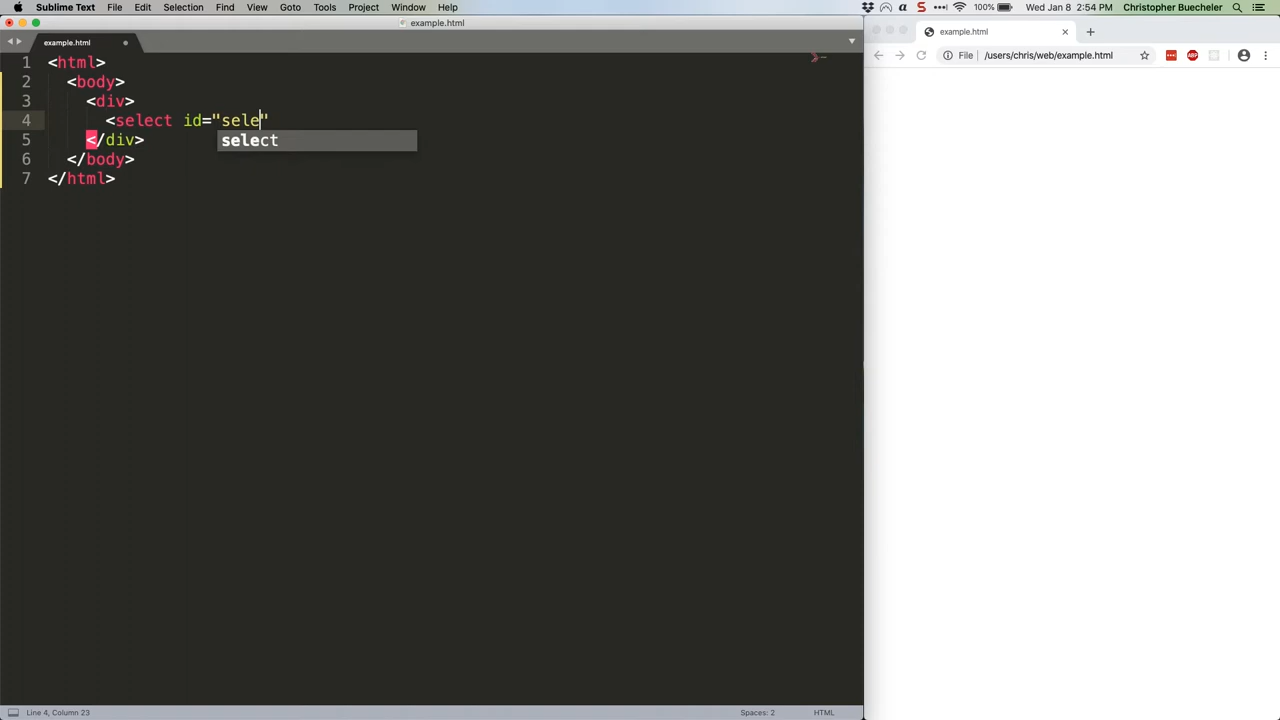 Sublime Text File Edit Selection Find View Goto Tools Project Window Help 100% Wed Jan 8 2:54 PM Christopher Buecheler
example.html
example.html
example.html
File /users/chris/web/example.html ABP
1 <html>
2 <body>
3 <div>
4 <select id="sele"
5 </div>
select
6 </body>
7 </html>
Line 4, Column 23 Spaces: 2 HTML